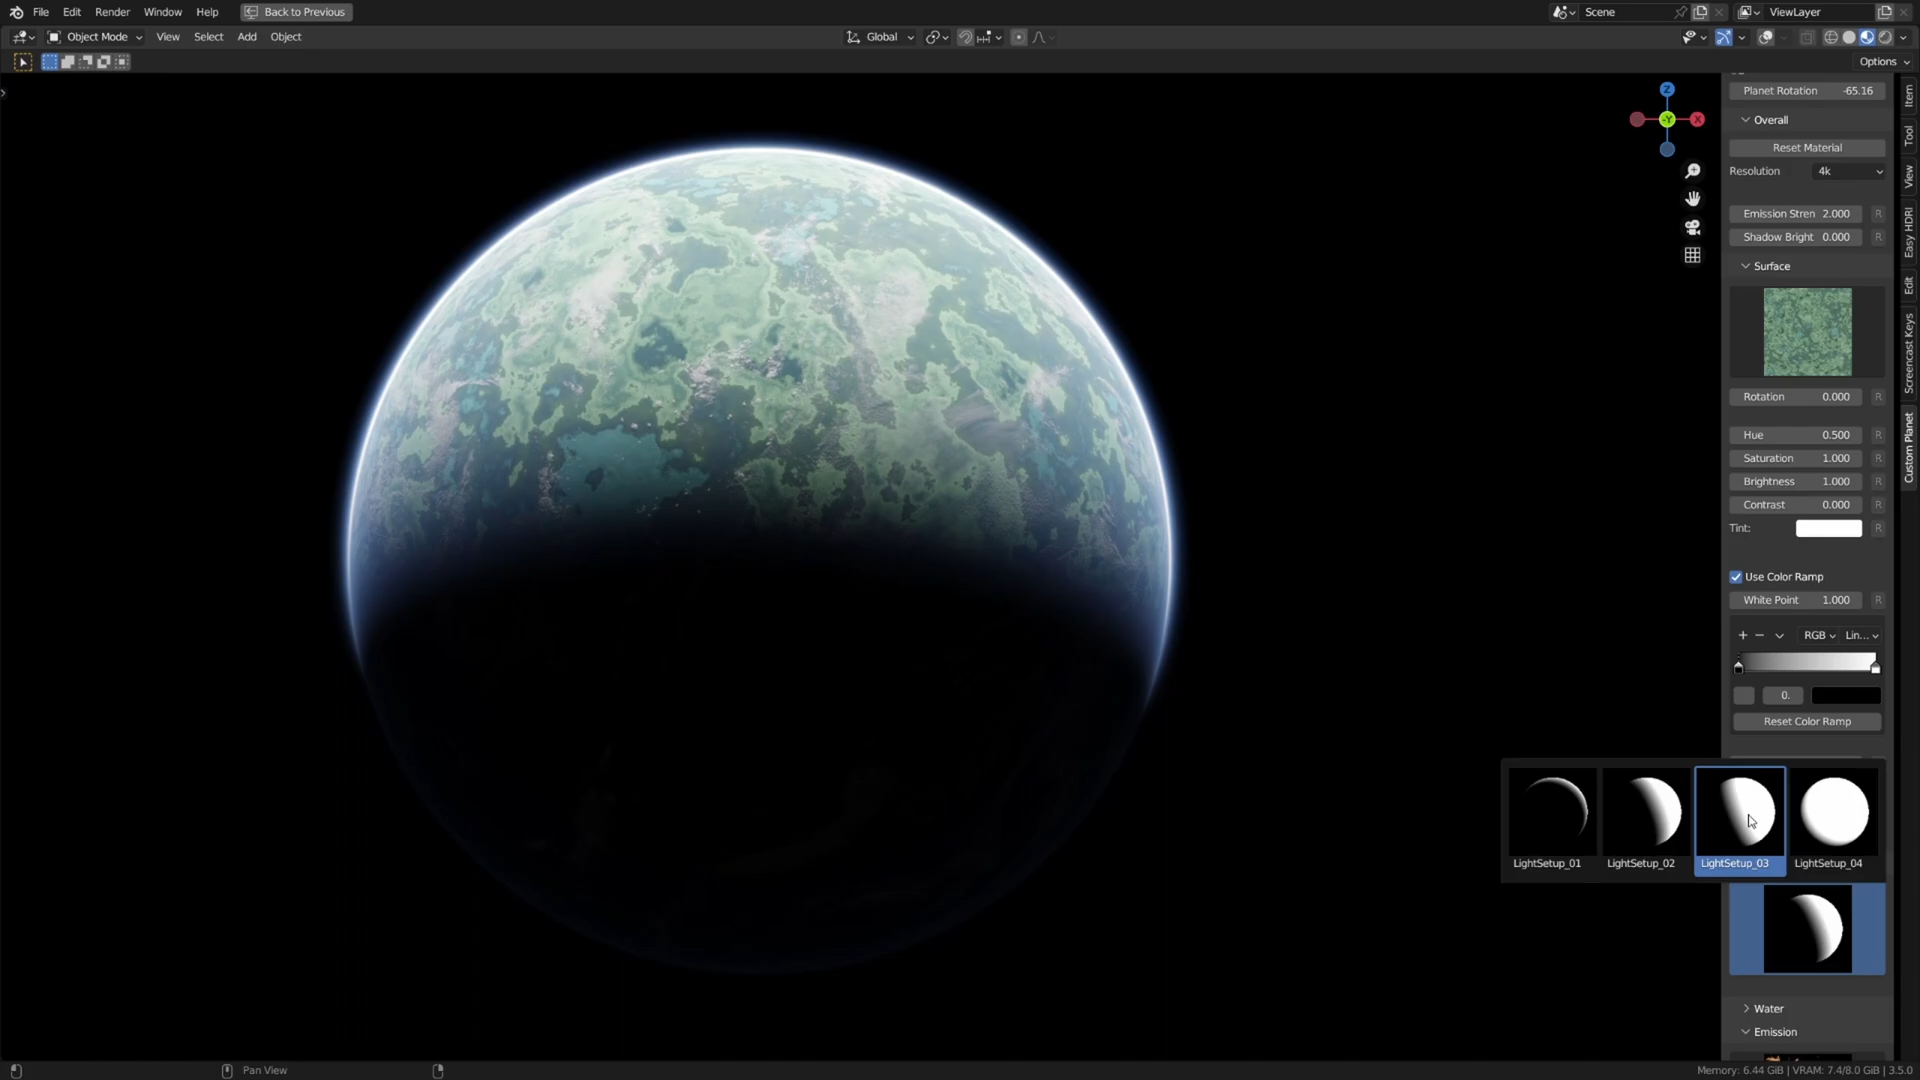 File Edit Render Window Help Back to Previous Scene ViewLayer
Object Mode View Select Add Object Global
Options
Planet Rotation -65.16
Overall
Reset Material
Resolution 4k
Emission Stren 2.000 R
Shadow Bright 0.000 R
Surface
Rotation 0.000 R
Hue 0.500 R
Saturation 1.000 R
Brightness 1.000 R
Contrast 0.000 R
Tint: R
Use Color Ramp
White Point 1.000 R
+ − RGB Lin...
0.
Reset Color Ramp
LightSetup_01 LightSetup_02 LightSetup_03 LightSetup_04
Water
Emission
Z
-Y X
Item
Tool
View
Easy HDRI
Edit
Screencast Keys
Custom Planet
Pan View Memory: 6.44 GiB | VRAM: 7.4/8.0 GiB | 3.5.0